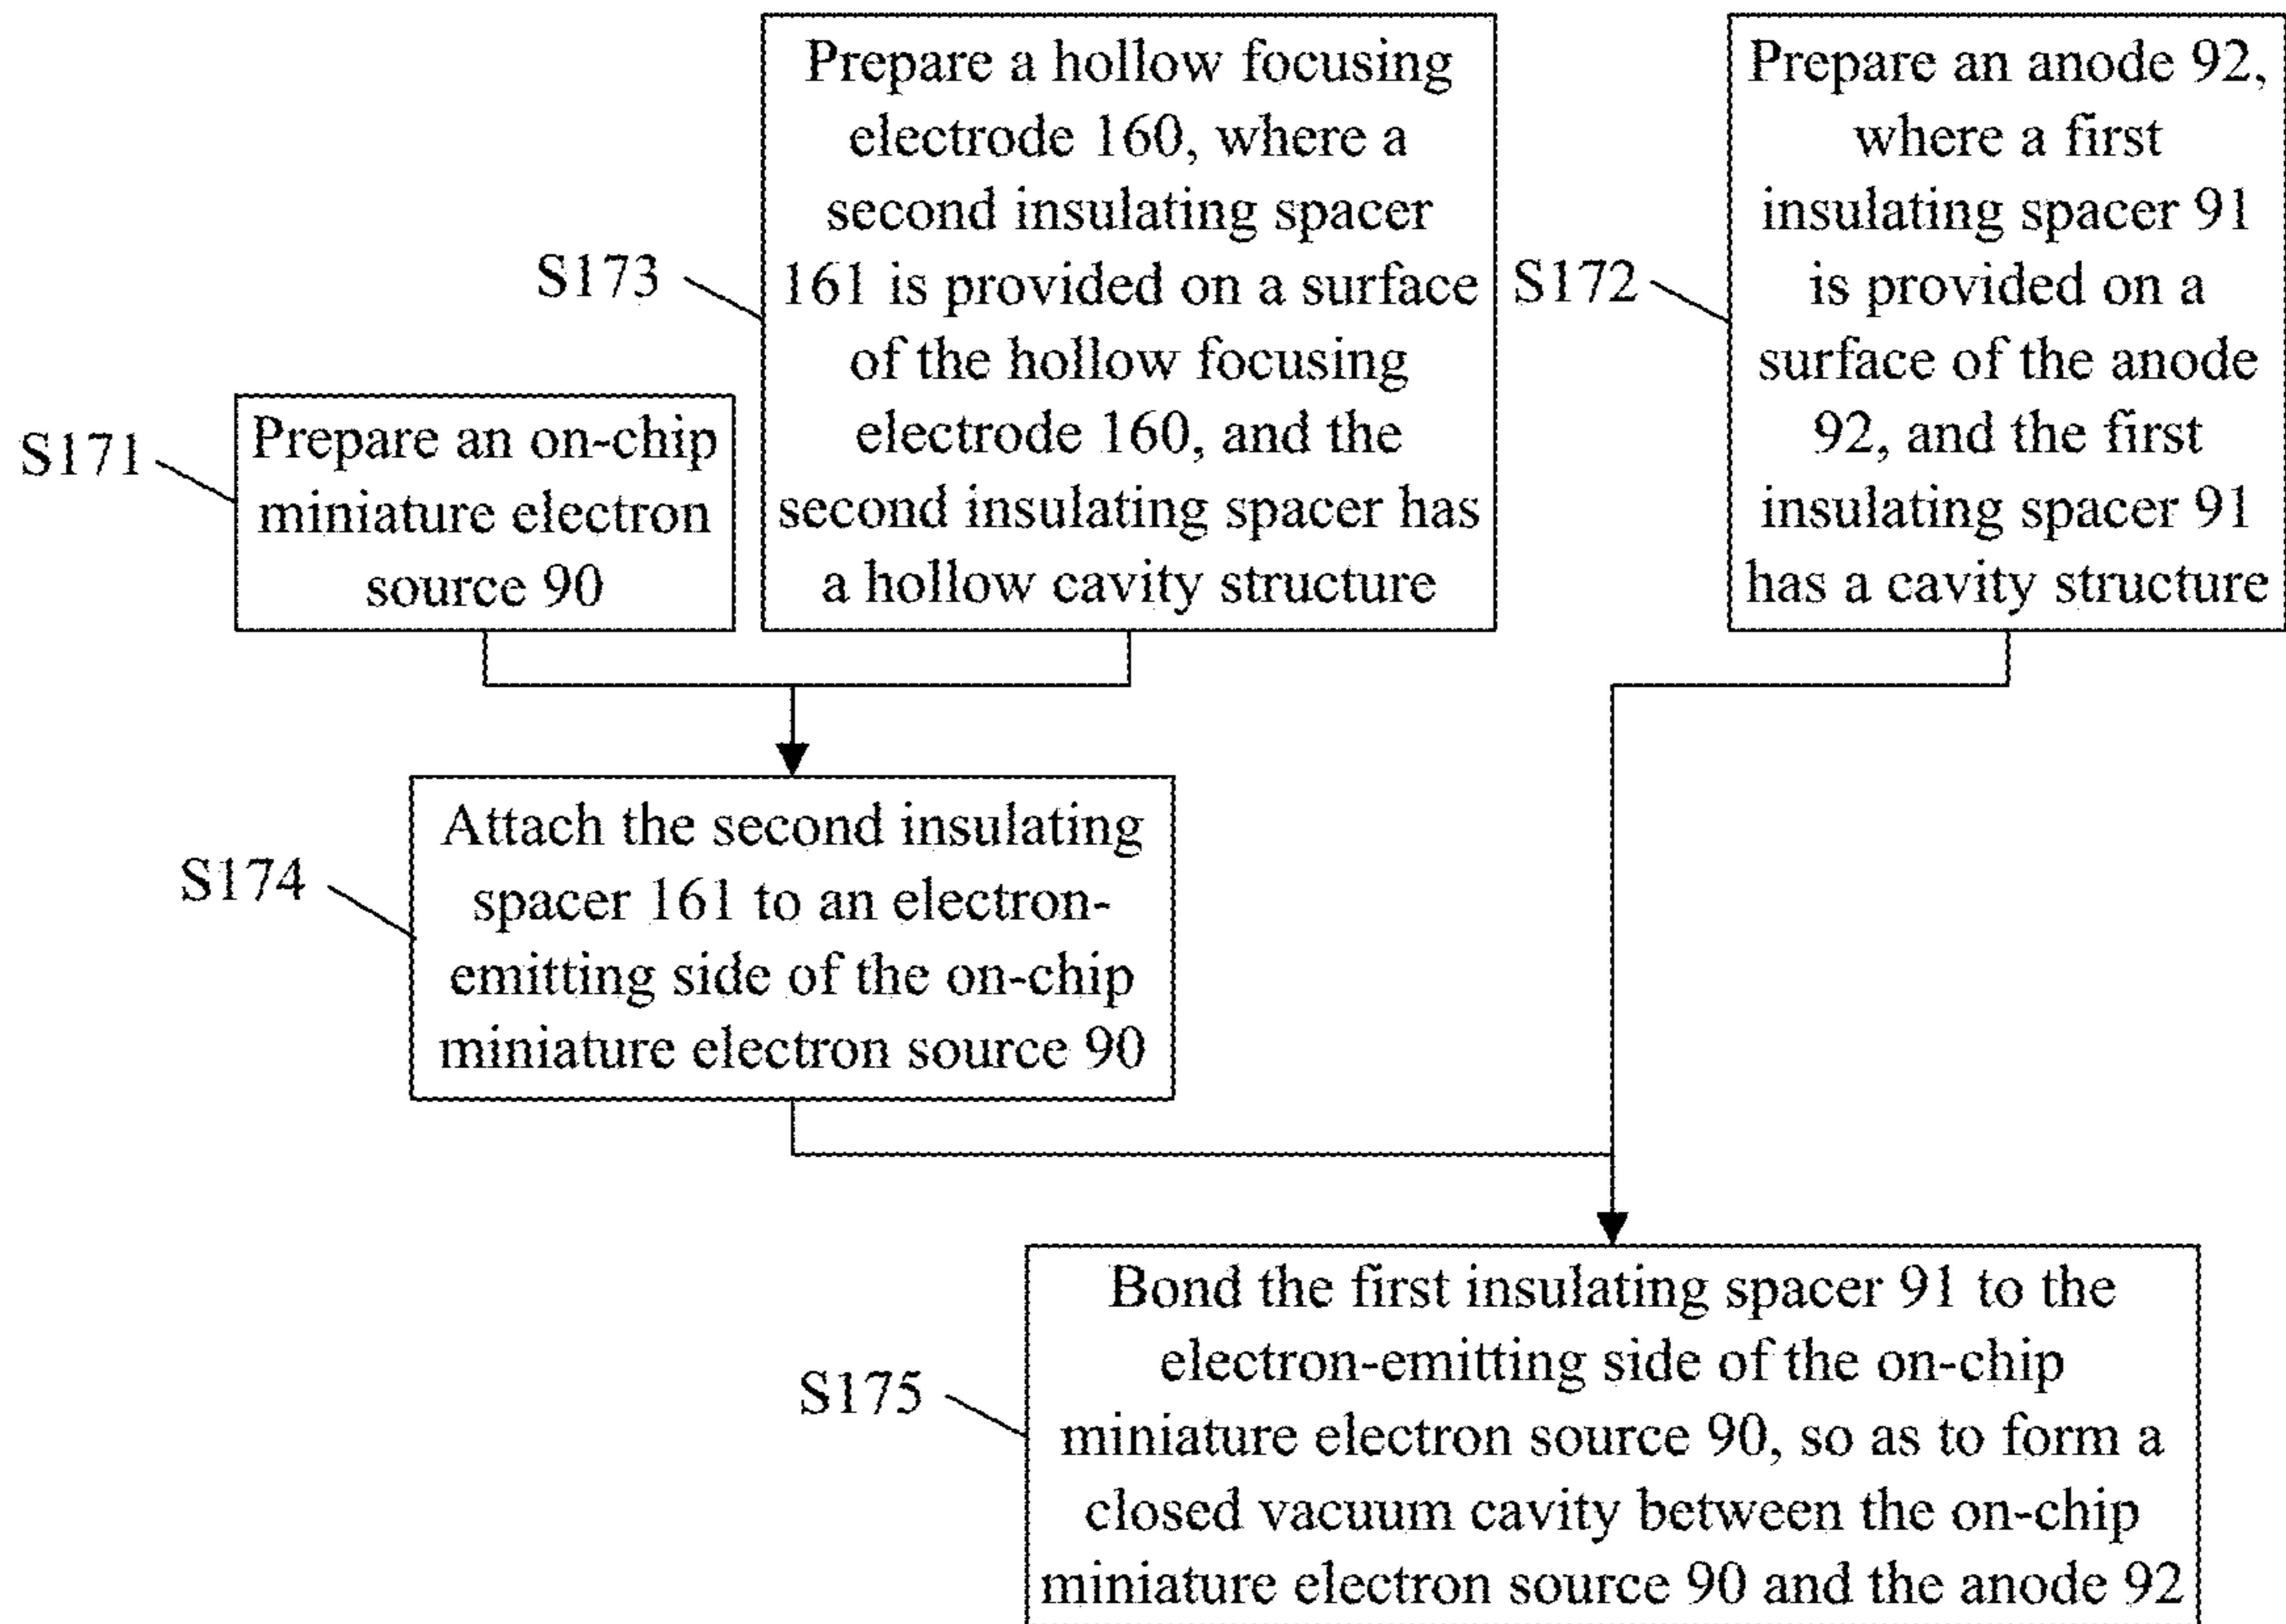 S171
Prepare an on-chip
miniature electron
source 90
S173
Prepare a hollow focusing
electrode 160, where a
second insulating spacer
161 is provided on a surface
of the hollow focusing
electrode 160, and the
second insulating spacer has
a hollow cavity structure
S172
Prepare an anode 92,
where a first
insulating spacer 91
is provided on a
surface of the anode
92, and the first
insulating spacer 91
has a cavity structure
S174
Attach the second insulating
spacer 161 to an electron-
emitting side of the on-chip
miniature electron source 90
S175
Bond the first insulating spacer 91 to the
electron-emitting side of the on-chip
miniature electron source 90, so as to form a
closed vacuum cavity between the on-chip
miniature electron source 90 and the anode 92